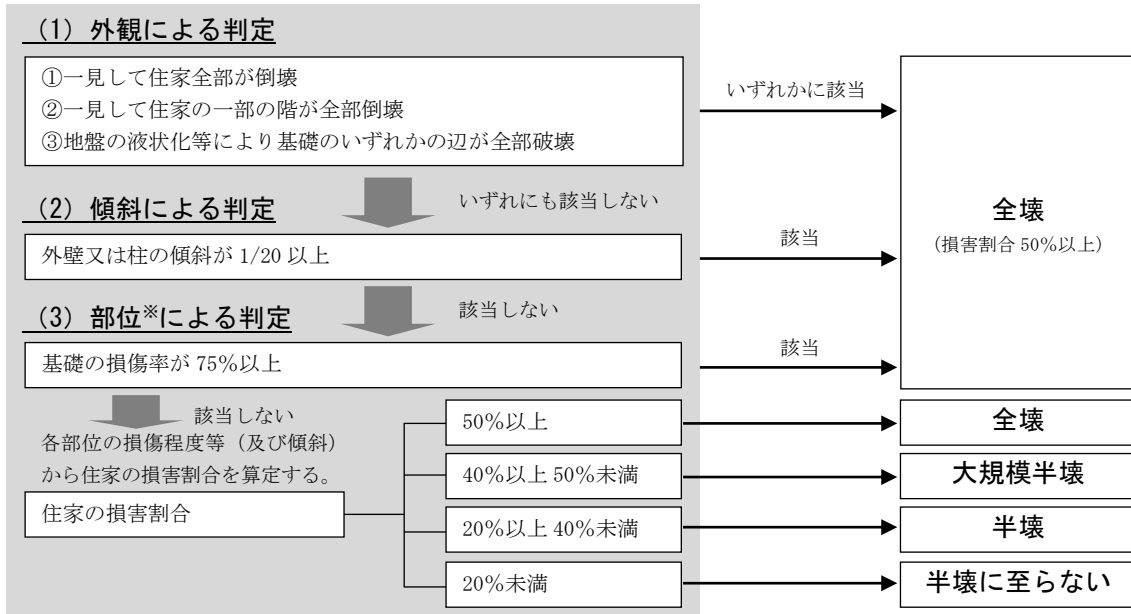 (1) 外観による判定
①一見して住家全部が倒壊
②一見して住家の一部の階が全部倒壊
③地盤の液状化等により基礎のいずれかの辺が全部破壊
いずれかに該当
いずれにも該当しない
(2) 傾斜による判定
外壁又は柱の傾斜が 1/20 以上
該当
全壊
(損害割合 50％以上)
該当しない
(3) 部位※による判定
基礎の損傷率が 75％以上
該当
該当しない
各部位の損傷程度等（及び傾斜）
から住家の損害割合を算定する。
住家の損害割合
50％以上
全壊
40％以上 50％未満
大規模半壊
20％以上 40％未満
半壊
20％未満
半壊に至らない